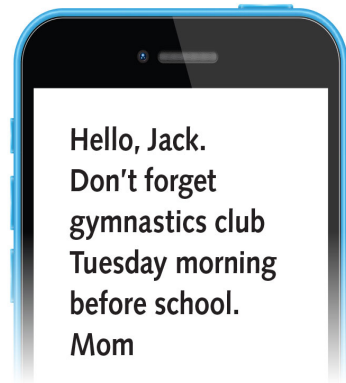 Hello, Jack.
Don't forget
gymnastics club
Tuesday morning
before school.
Mom